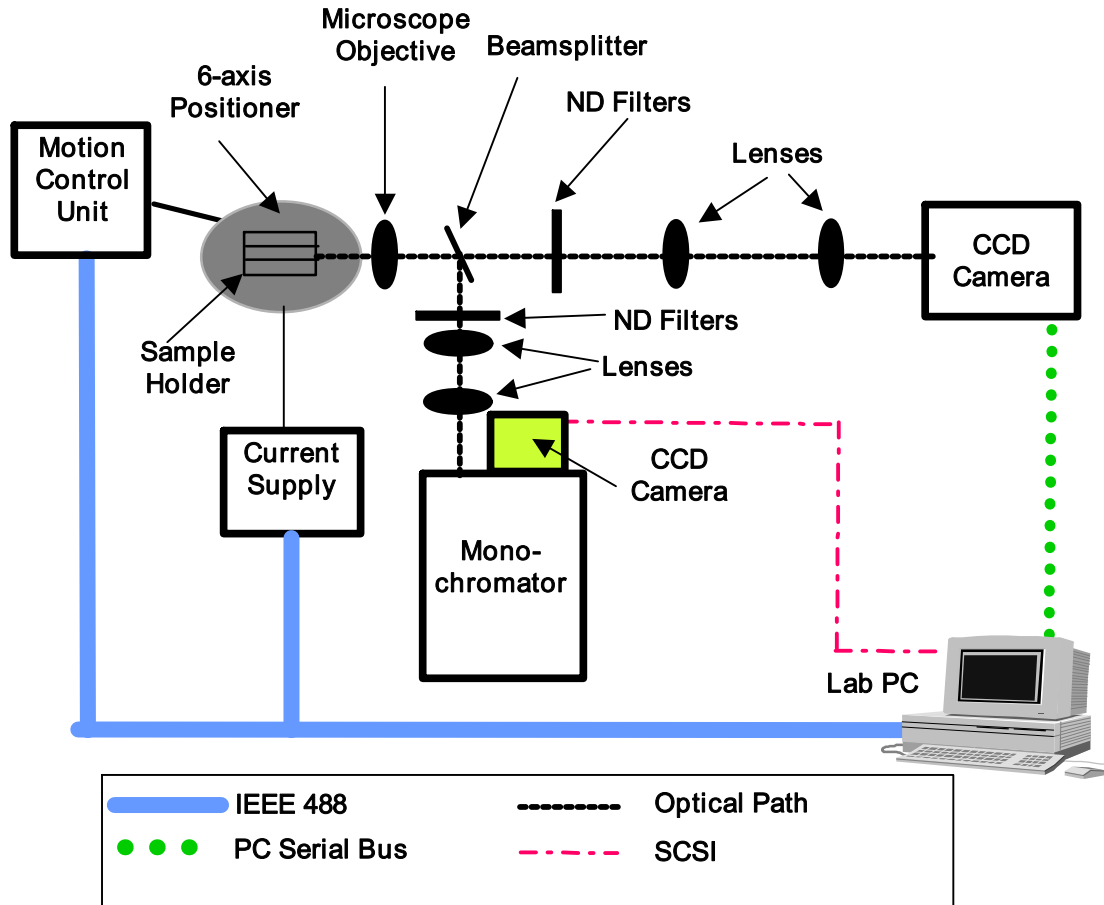 Microscope
Objective
Beamsplitter
6-axis
Positioner
ND Filters
Motion
Control
Unit
Lenses
CCD
Camera
ND Filters
Sample
Holder
Lenses
Current
Supply
CCD
Camera
Mono-
chromator
Lab PC
IEEE 488
Optical Path
PC Serial Bus
SCSI